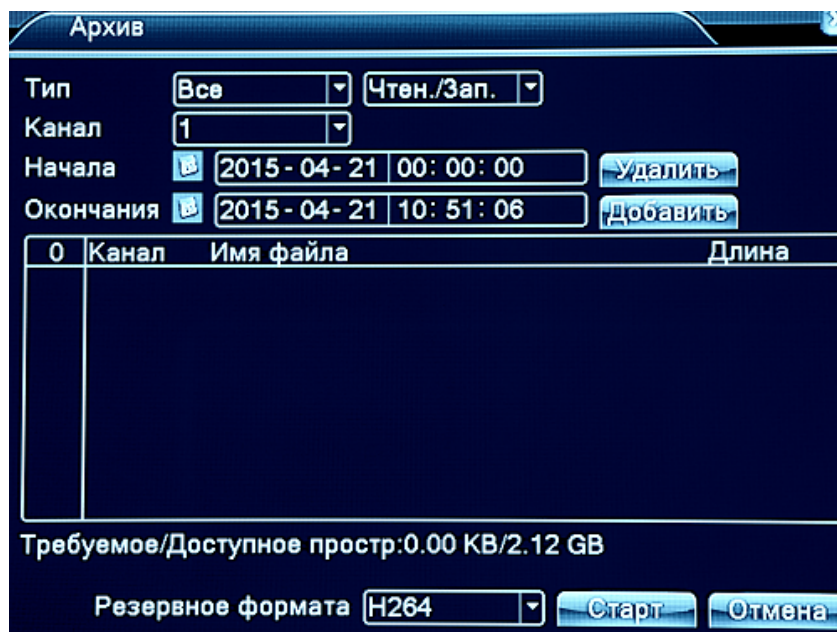 Архив
Тип Все Чтен./Зап.
Канал 1
Начала 2015-04-21 00:00:00 Удалить
Окончания 2015-04-21 10:51:06 Добавить
0 Канал Имя файла Длина
Требуемое/Доступное простр:0.00 KB/2.12 GB
Резервное формата H264 Старт Отмена